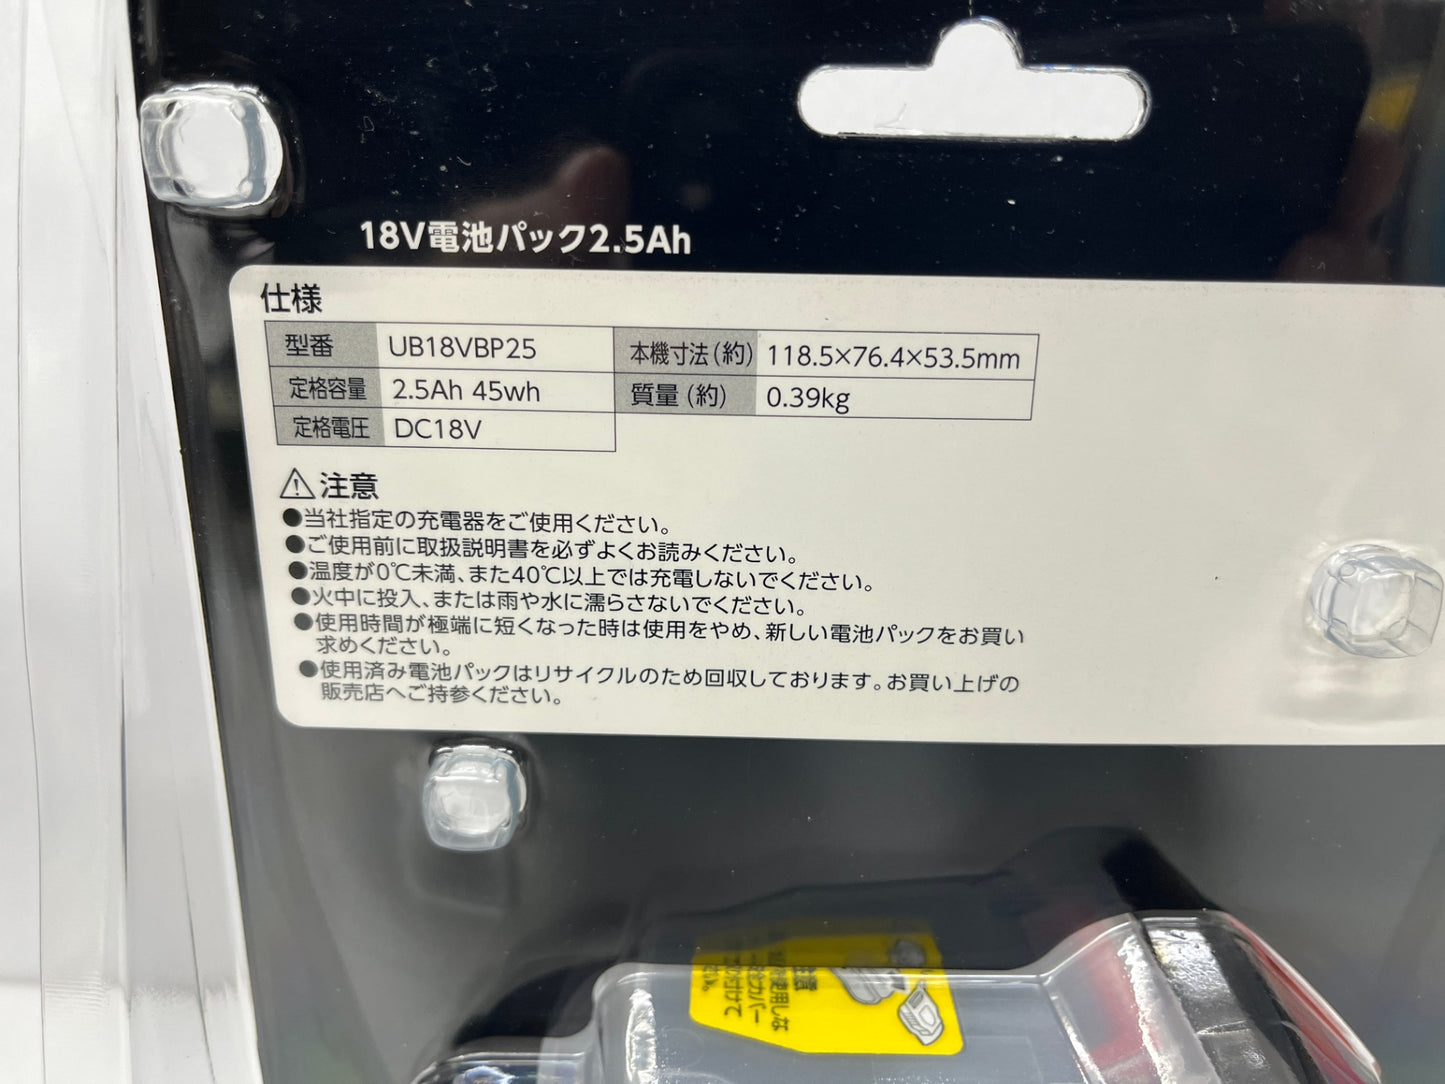 18V電池パック2.5Ah
仕様
型番 UB18VBP25 本機寸法(約) 118.5×76.4×53.5mm
定格容量 2.5Ah 45wh 質量(約) 0.39kg
定格電圧 DC18V
注意
●当社指定の充電器をご使用ください。
●ご使用前に取扱説明書を必ずよくお読みください。
●温度が0℃未満、また40℃以上では充電しないでください。
●火中に投入、または雨や水に濡らさないでください。
●使用時間が極端に短くなった時は使用をやめ、新しい電池パックをお買い
求めください。
●使用済み電池パックはリサイクルのため回収しております。お買い上げの
販売店へご持参ください。